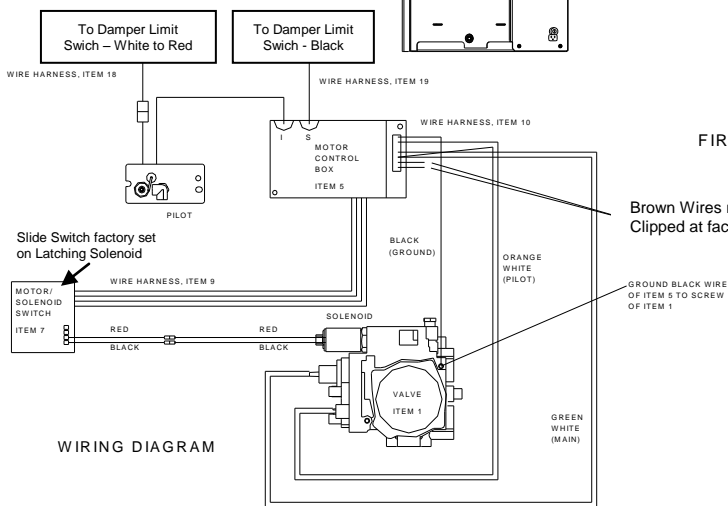 To Damper Limit
Swich – White to Red
To Damper Limit
Swich - Black
WIRE HARNESS, ITEM 18
WIRE HARNESS, ITEM 19
WIRE HARNESS, ITEM 10
I
S
MOTOR
CONTROL
BOX
ITEM 5
FIR
PILOT
Brown Wires
Clipped at fac
Slide Switch factory set
on Latching Solenoid
BLACK
(GROUND)
ORANGE
WHITE
(PILOT)
WIRE HARNESS, ITEM 9
GROUND BLACK WIRE
OF ITEM 5 TO SCREW
OF ITEM 1
MOTOR/
SOLENOID
SWITCH
ITEM 7
SOLENOID
RED
RED
BLACK
BLACK
VALVE
ITEM 1
GREEN
WHITE
(MAIN)
WIRING DIAGRAM